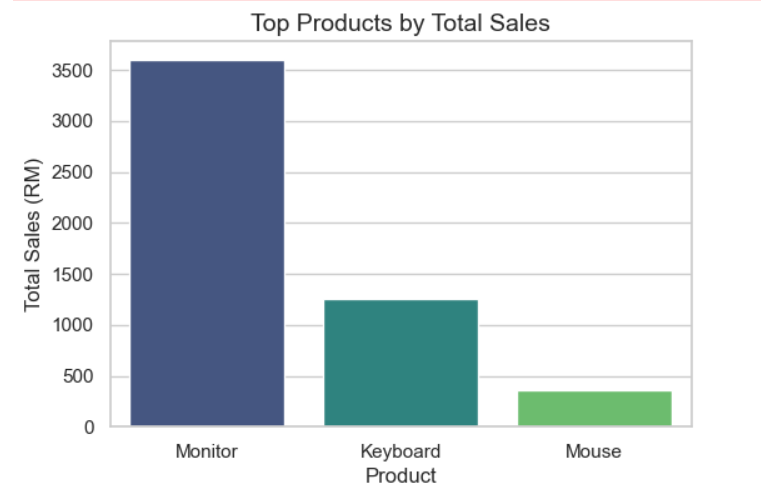 Top Products by Total Sales
Total Sales (RM)
3500
3000
2500
2000
1500
1000
500
0
Monitor Keyboard Mouse
Product